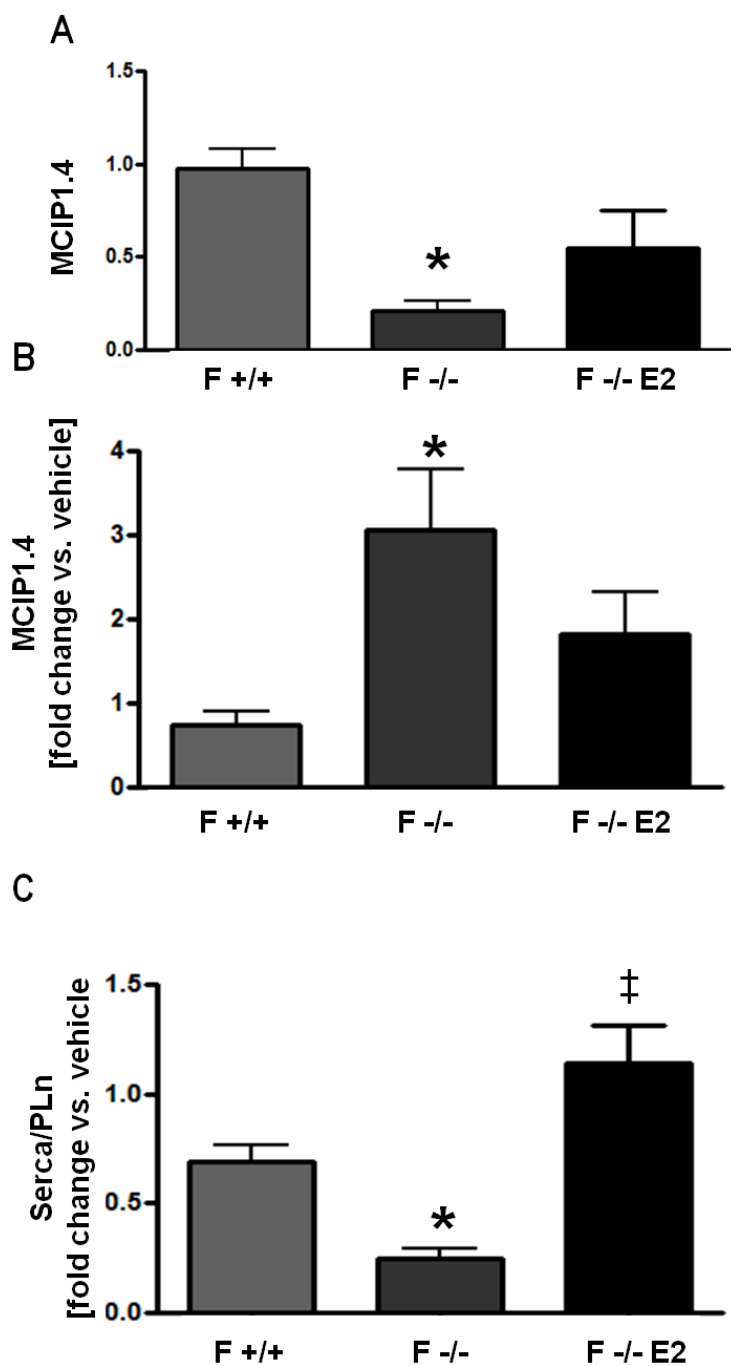 A
MCIP1.4
1.5
1.0
0.5
0.0
*
F +/+ F -/- F -/- E2
B
MCIP1.4
[fold change vs. vehicle]
4
3
2
1
0
*
F +/+ F -/- F -/- E2
C
Serca/PLn
[fold change vs. vehicle
1.5
1.0
0.5
0.0
*
‡
F +/+ F -/- F -/- E2